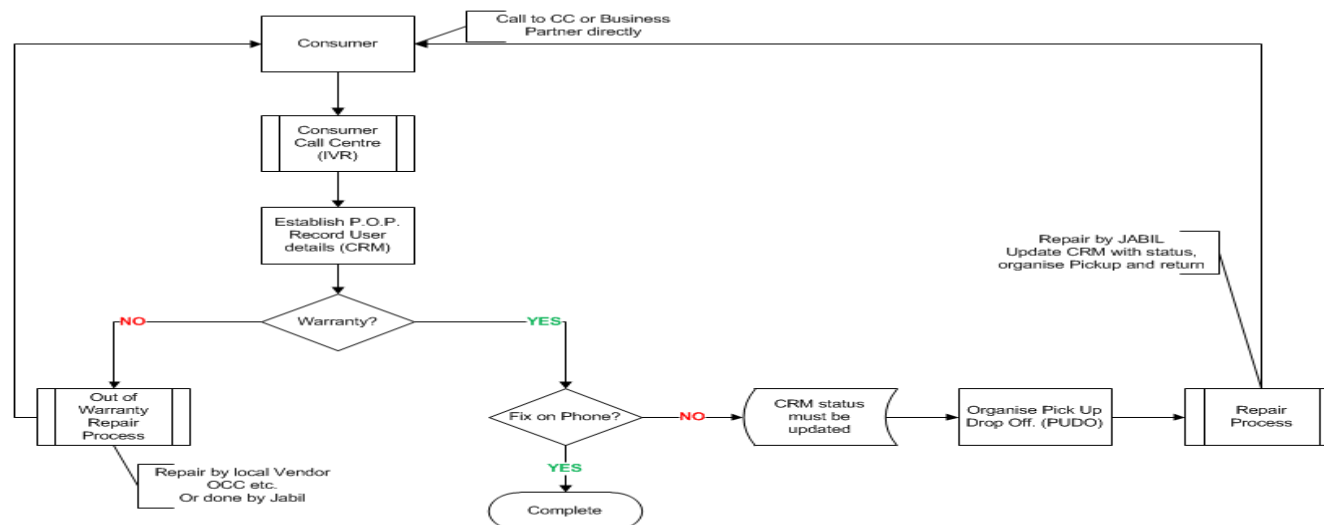 Call to CC or Business
Partner directly
Consumer
Consumer
Call Centre
(IVR)
Establish P.O.P.
Record User
details (CRM)
Repair by JABIL
Update CRM with status,
organise Pickup and return
NO
Warranty?
YES
Out of
Warranty
Repair
Process
Fix on Phone?
NO
CRM status
must be
updated
Organise Pick Up
Drop Off. (PUDO)
Repair
Process
YES
Repair by local Vendor
OCC etc.
Or done by Jabil
Complete